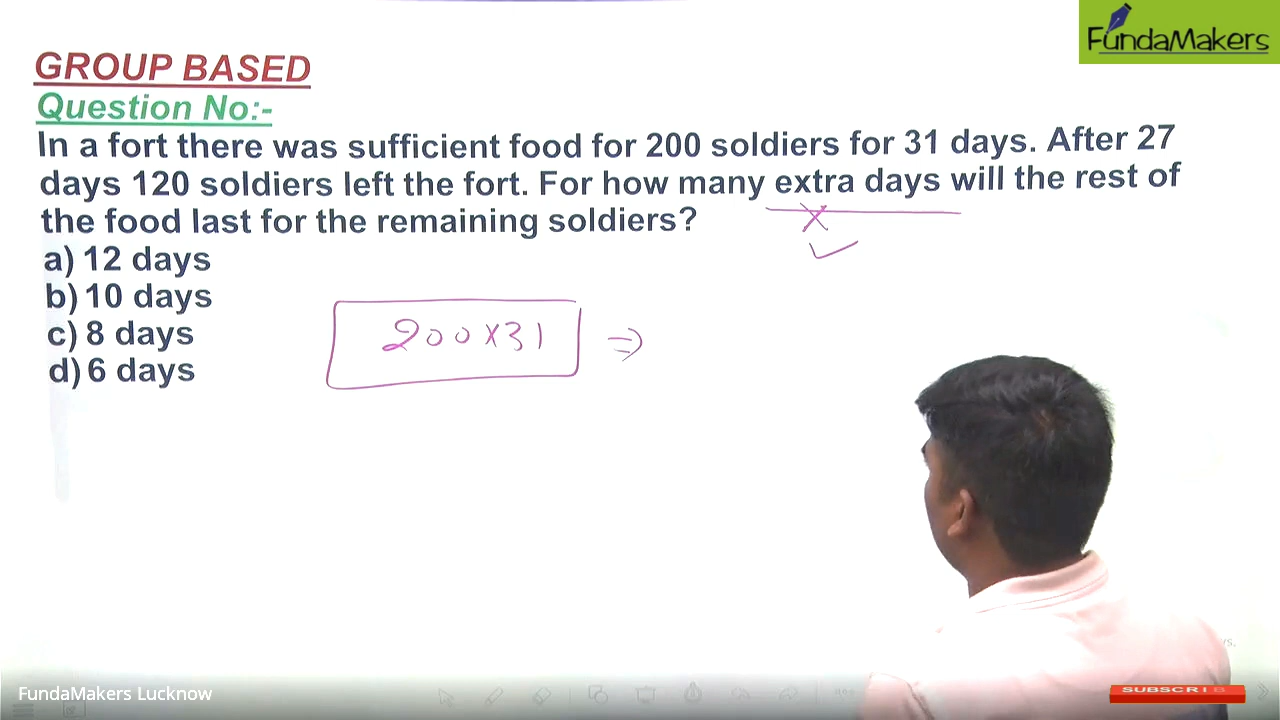 FundaMakers
GROUP BASED
Question No:-
In a fort there was sufficient food for 200 soldiers for 31 days. After 27
days 120 soldiers left the fort. For how many extra days will the rest of
the food last for the remaining soldiers?
x
a) 12 days
b) 10 days
c) 8 days
d) 6 days
200x31 ⇒
FundaMakers Lucknow
SUBSCRIB